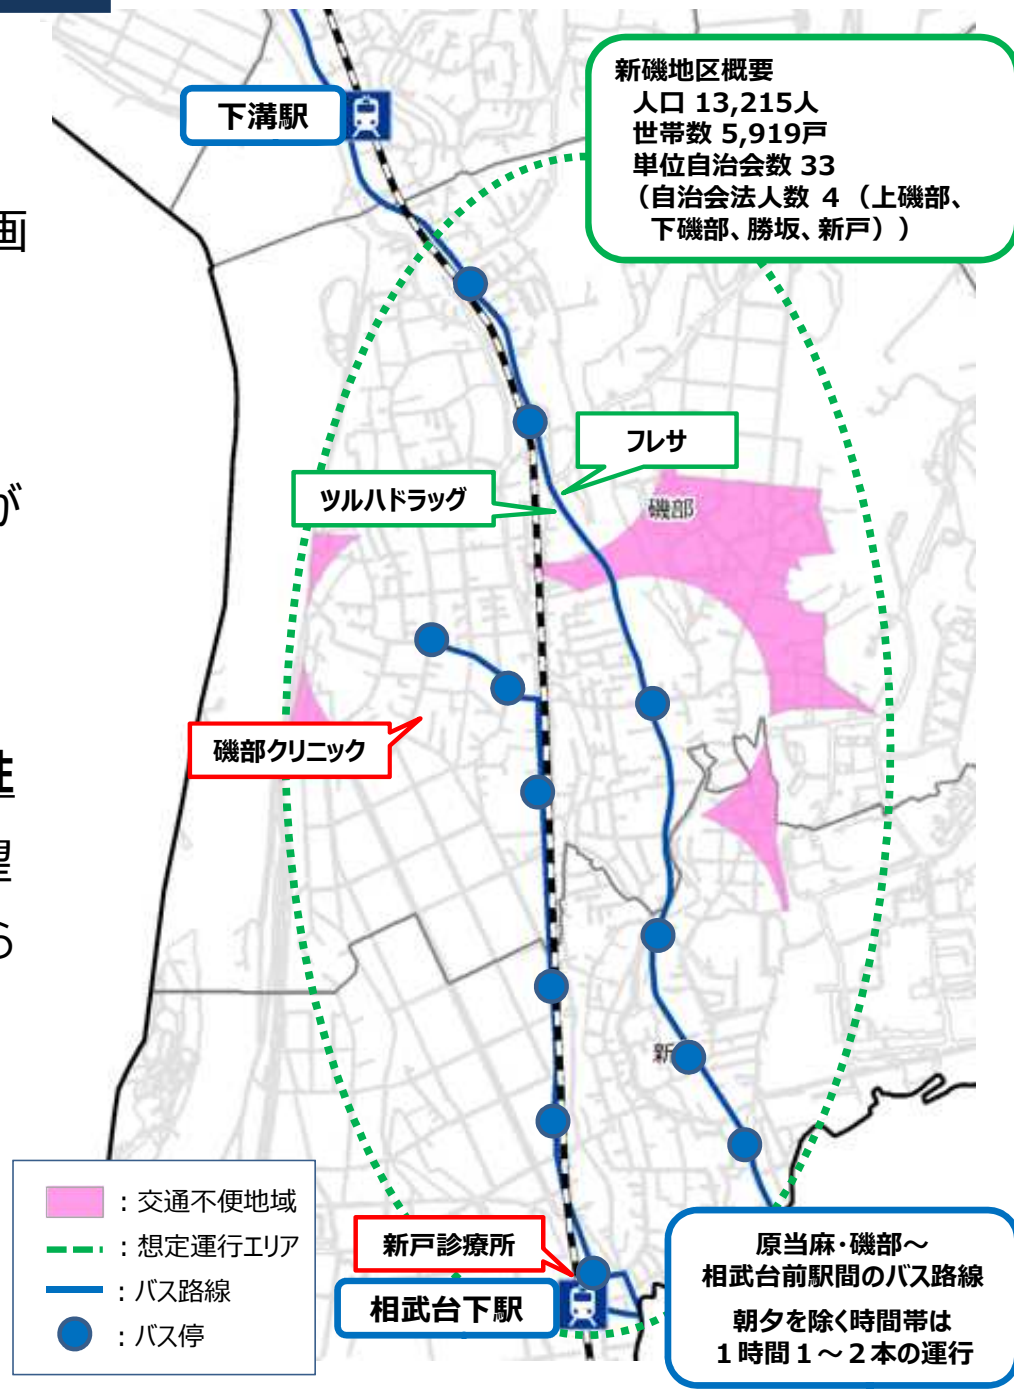 新磯地区概要
人口 13,215人
世帯数 5,919戸
単位自治会数 33
（自治会法人数 4（上磯部、
下磯部、勝坂、新戸））
下溝駅
画
フレサ
ツルハドラッグ
が
磯部
磯部クリニック
望
ら
新
：交通不便地域
：想定運行エリア
：バス路線
：バス停
新戸診療所
相武台下駅
原当麻・磯部～
相武台前駅間のバス路線
朝夕を除く時間帯は
１時間１～２本の運行